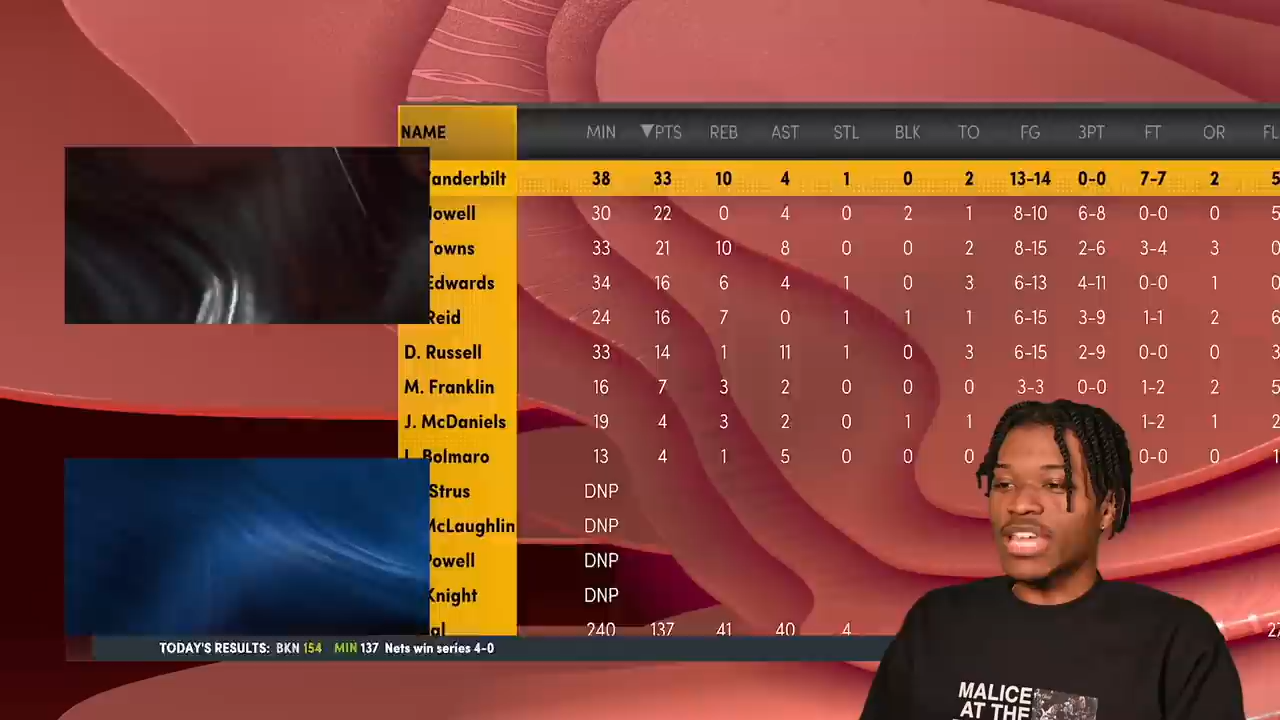 NAME MIN ▼PTS REB AST STL BLK TO FG 3PT FT OR
anderbilt 38 33 10 4 1 0 2 13-14 0-0 7-7 2 5
owell 30 22 0 4 0 2 1 8-10 6-8 0-0 0 5
Towns 33 21 10 8 0 0 2 8-15 2-6 3-4 3 0
Edwards 34 16 6 4 1 0 3 6-13 4-11 0-0 1 0
Reid 24 16 7 0 1 1 1 6-15 3-9 1-1 2 6
D. Russell 33 14 1 11 1 0 3 6-15 2-9 0-0 0 3
M. Franklin 16 7 3 2 0 0 0 3-3 0-0 1-2 2 5
J. McDaniels 19 4 3 2 0 1 1 1-2 1 2
Bolmaro 13 4 1 5 0 0 0 0-0 0 1
Strus DNP
McLaughlin DNP
Powell DNP
Knight DNP
al 240 137 41 40 4
TODAY'S RESULTS: BKN 154 MIN 137 Nets win series 4-0
MALICE
AT THE